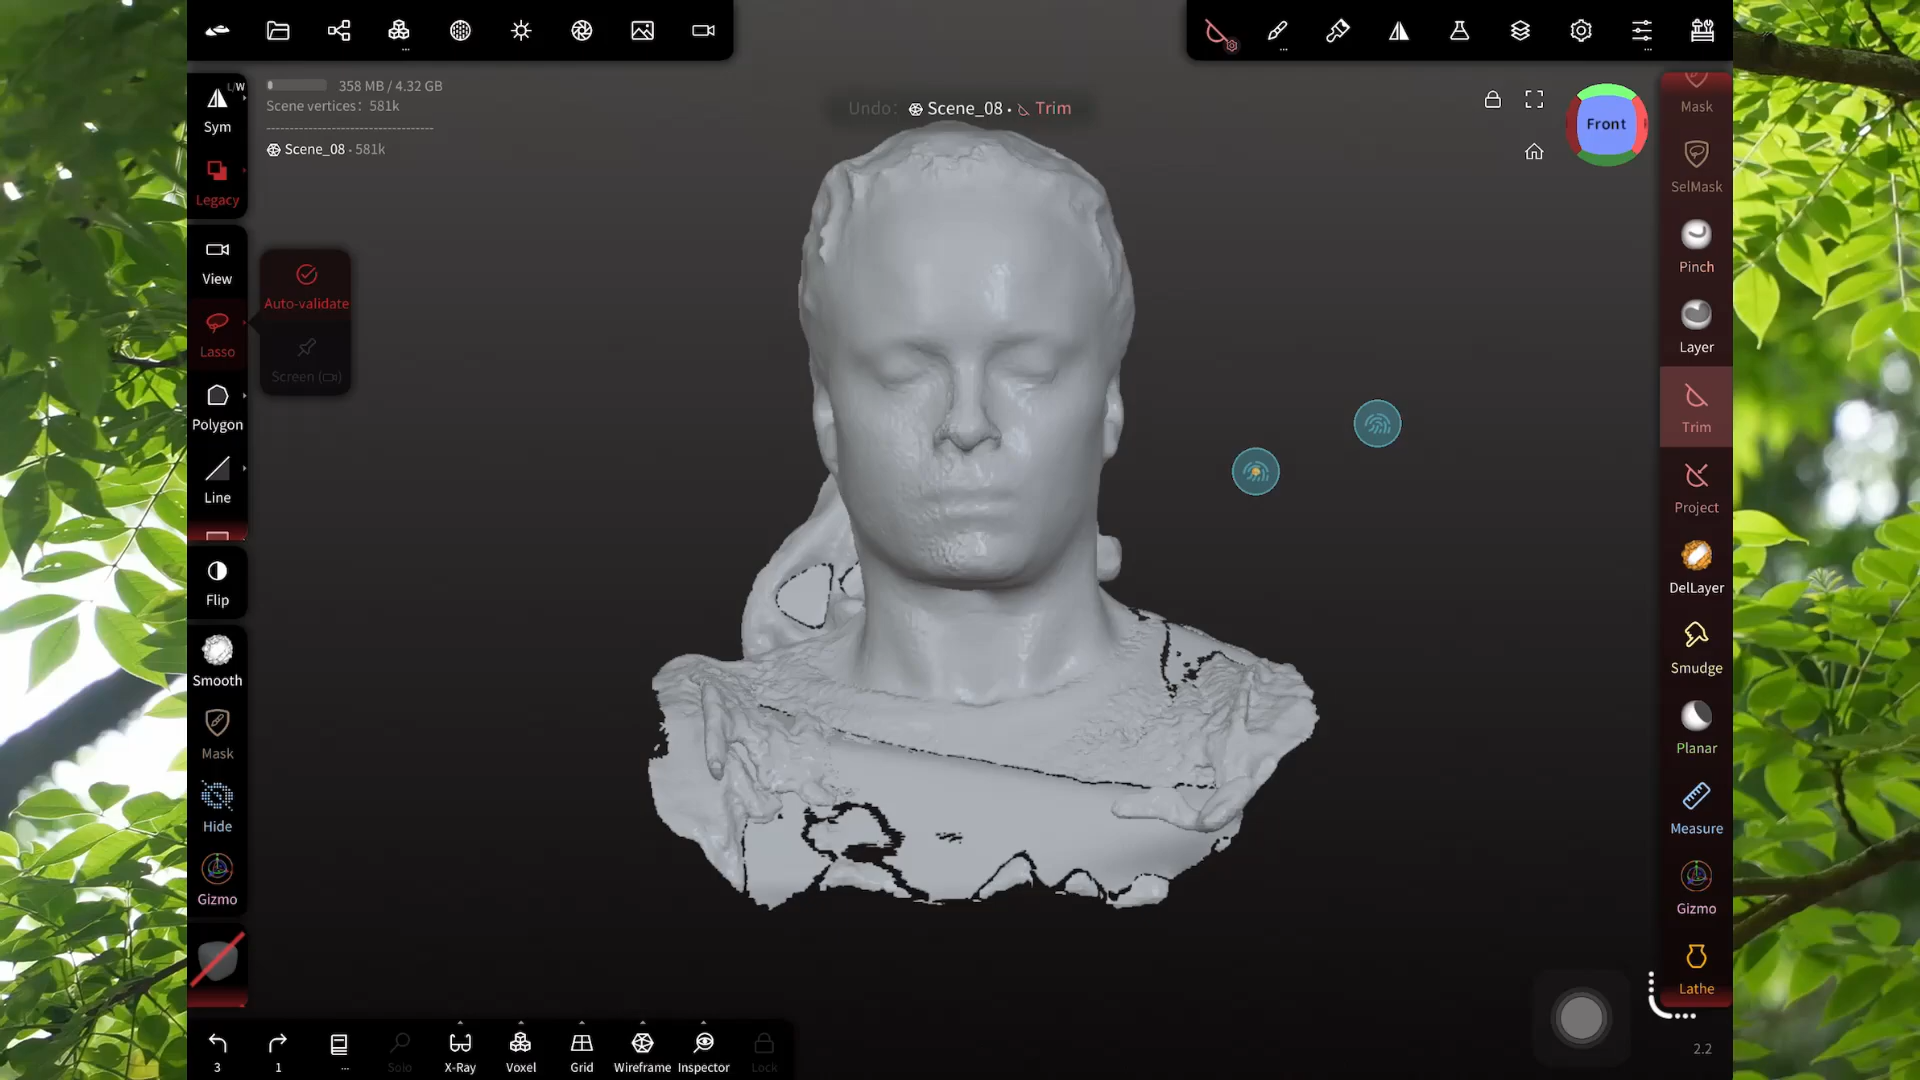 358 MB / 4.32 GB
Scene vertices: 581k
Scene_08 • 581k
Undo: Scene_08 • Trim
Front
L/W
Sym
Legacy
View
Lasso
Polygon
Line
Flip
Smooth
Mask
Hide
Gizmo
Auto-validate
Screen
Mask
SelMask
Pinch
Layer
Trim
Project
DelLayer
Smudge
Planar
Measure
Gizmo
Lathe
3
1
...
Solo
X-Ray
Voxel
Grid
Wireframe
Inspector
Lock
2.2